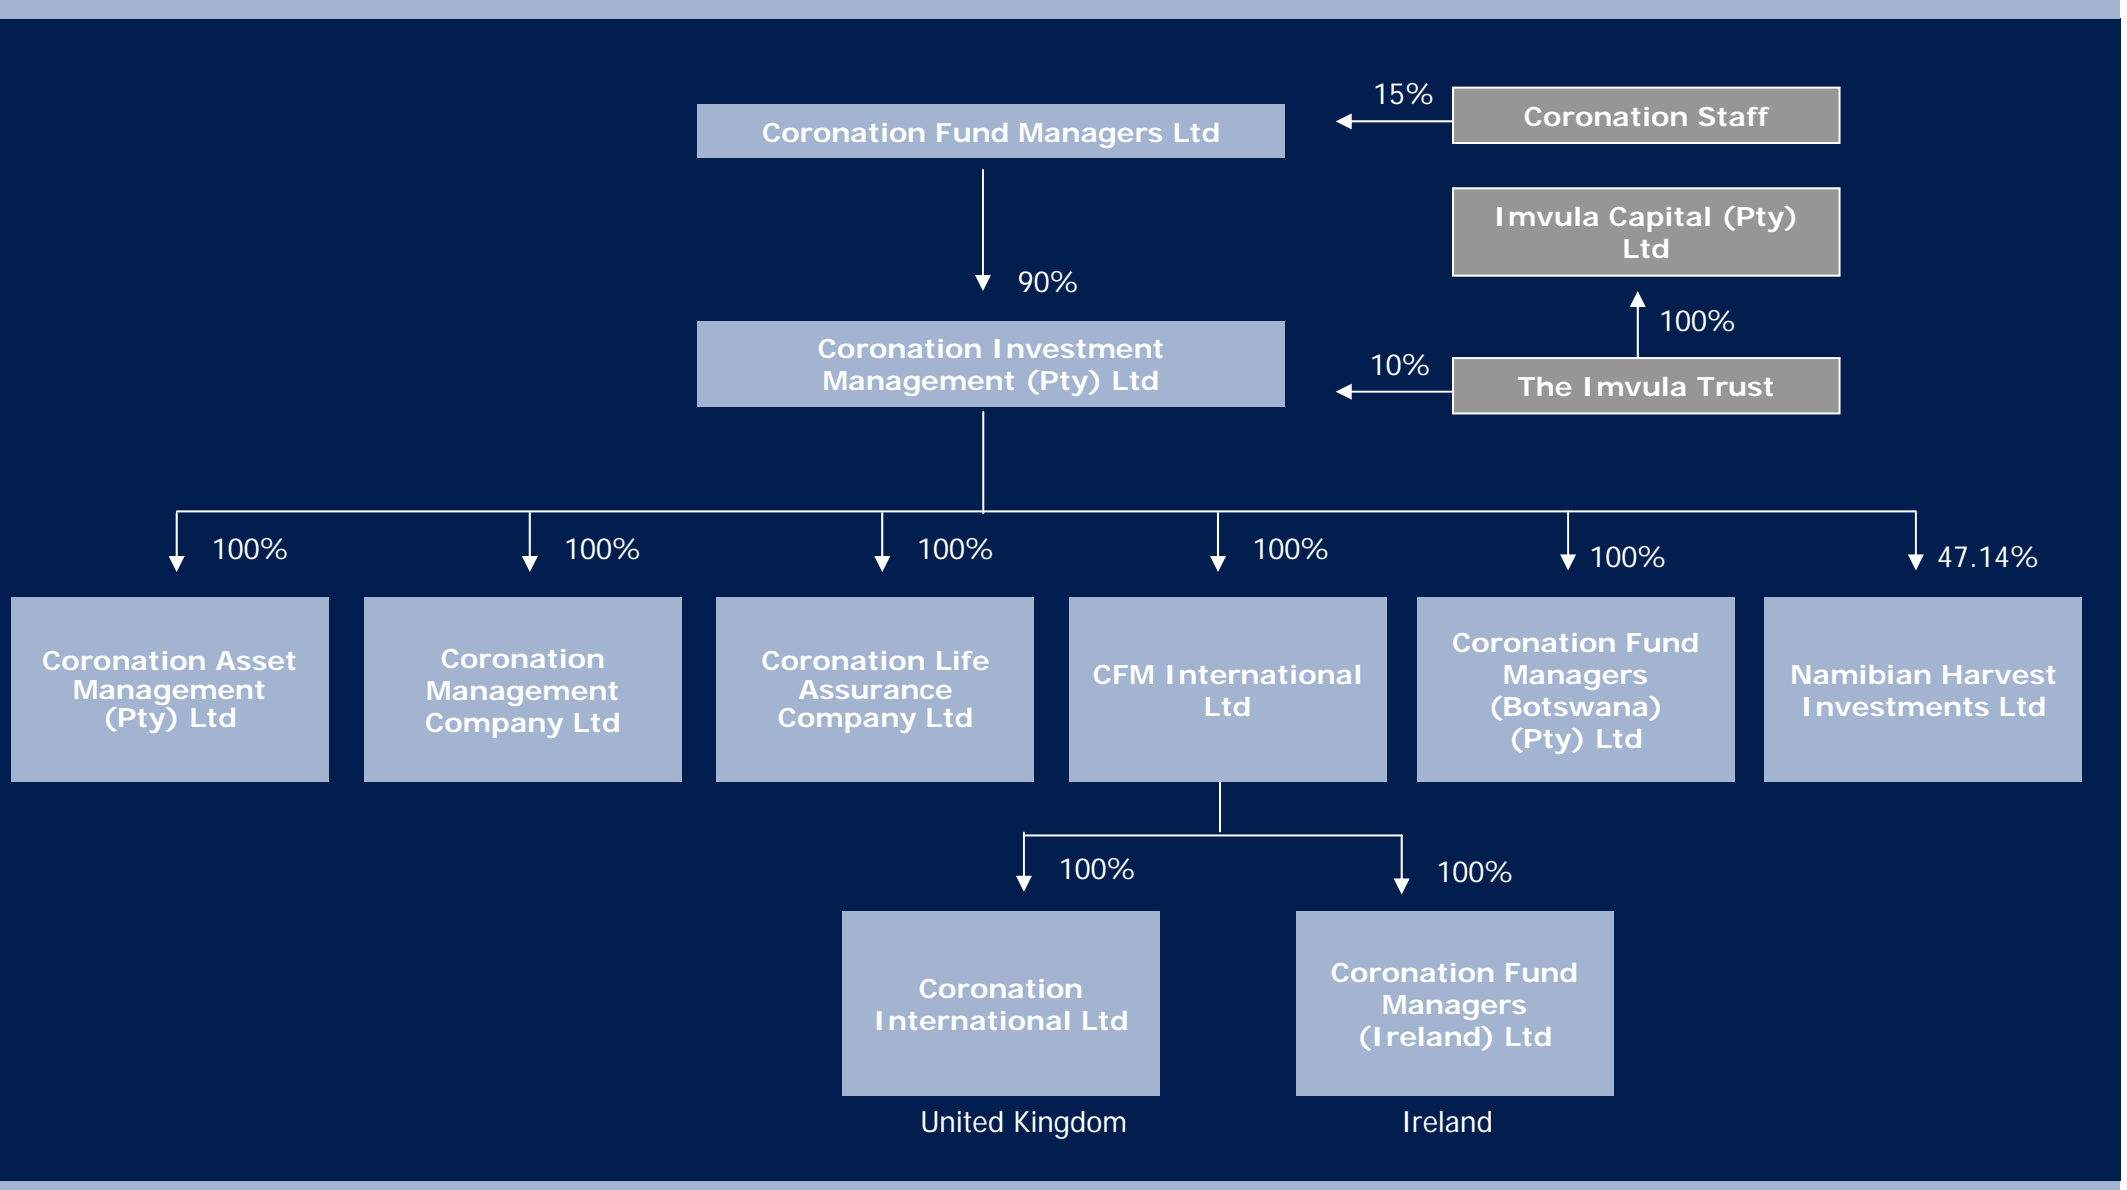 15%
Coronation Staff
Coronation Fund Managers Ltd
Imvula Capital (Pty)
Ltd
90%
100%
Coronation Investment
Management (Pty) Ltd
10%
The Imvula Trust
100%
100%
100%
100%
100%
47.14%
Coronation Asset
Management
(Pty) Ltd
Coronation
Management
Company Ltd
Coronation Life
Assurance
Company Ltd
CFM International
Ltd
Coronation Fund
Managers
(Botswana)
(Pty) Ltd
Namibian Harvest
Investments Ltd
100%
100%
Coronation
International Ltd
Coronation Fund
Managers
(Ireland) Ltd
United Kingdom
Ireland